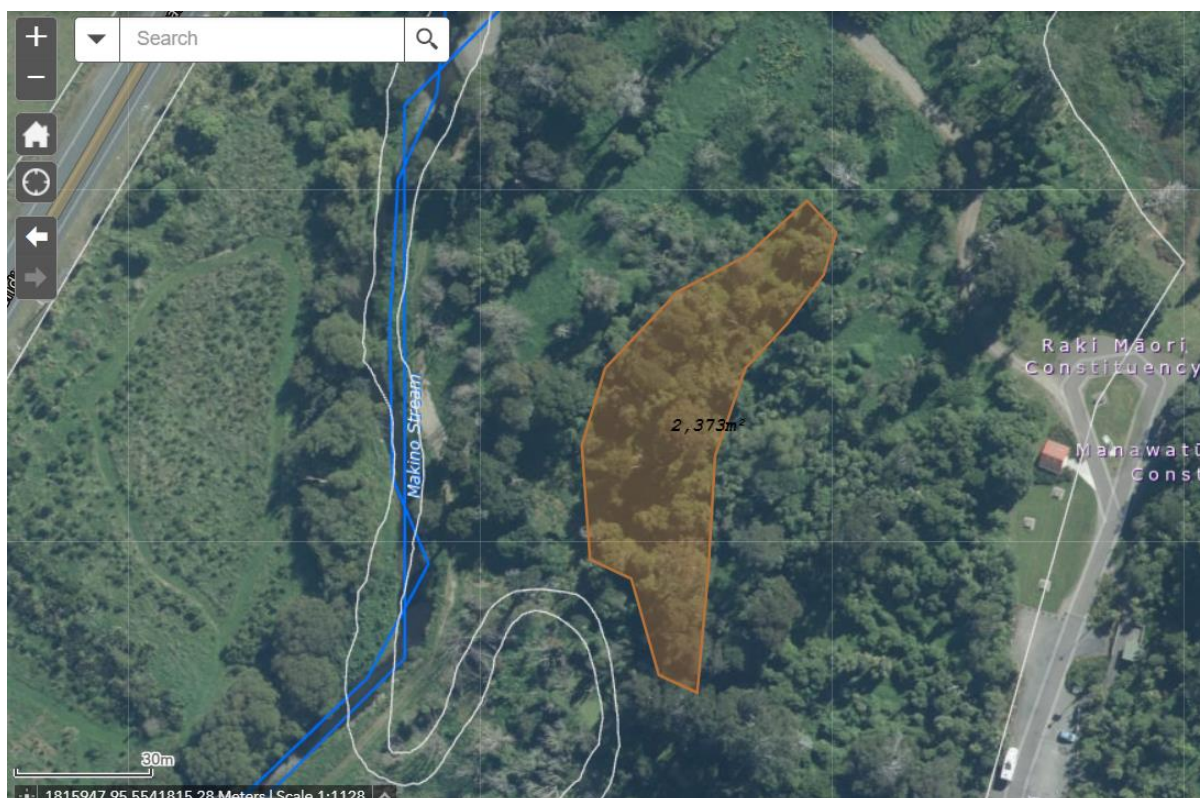 +
Search
−
Raki Māori
Constituency
2,373m²
Manawatū
Const
Makino Stream
30m
1815947.95 5541815.28 Meters | Scale 1:1128